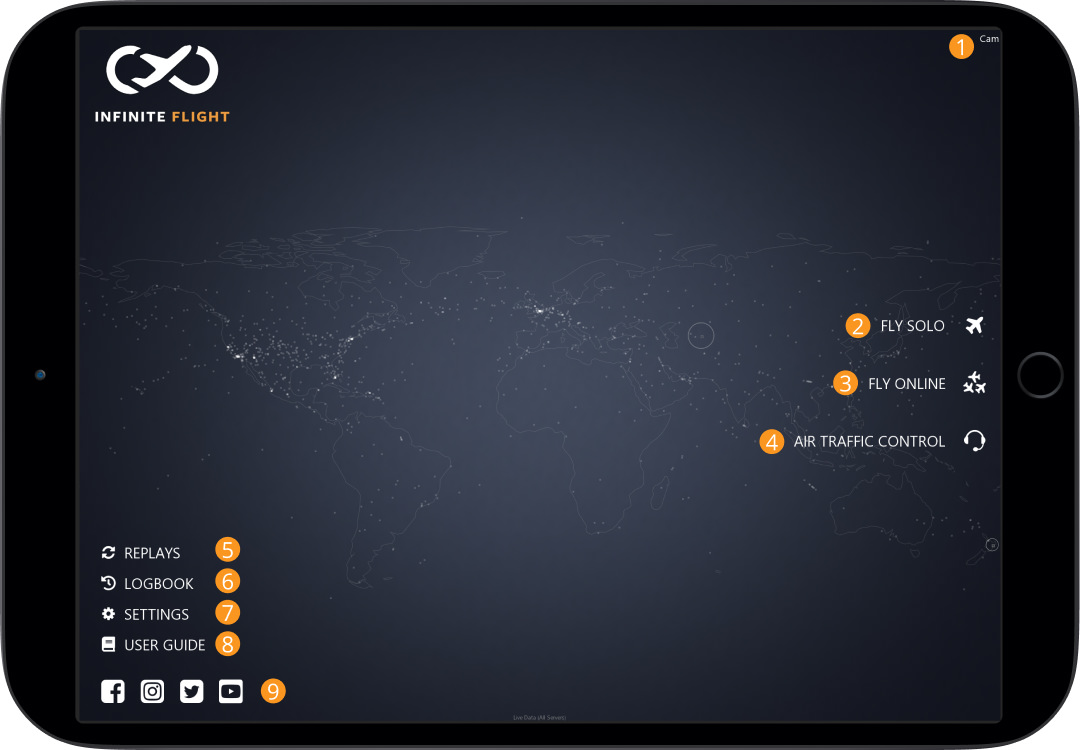 1 Cam
INFINITE FLIGHT
2 FLY SOLO
3 FLY ONLINE
4 AIR TRAFFIC CONTROL
REPLAYS 5
LOGBOOK 6
SETTINGS 7
USER GUIDE 8
9
Live Data (All Servers)